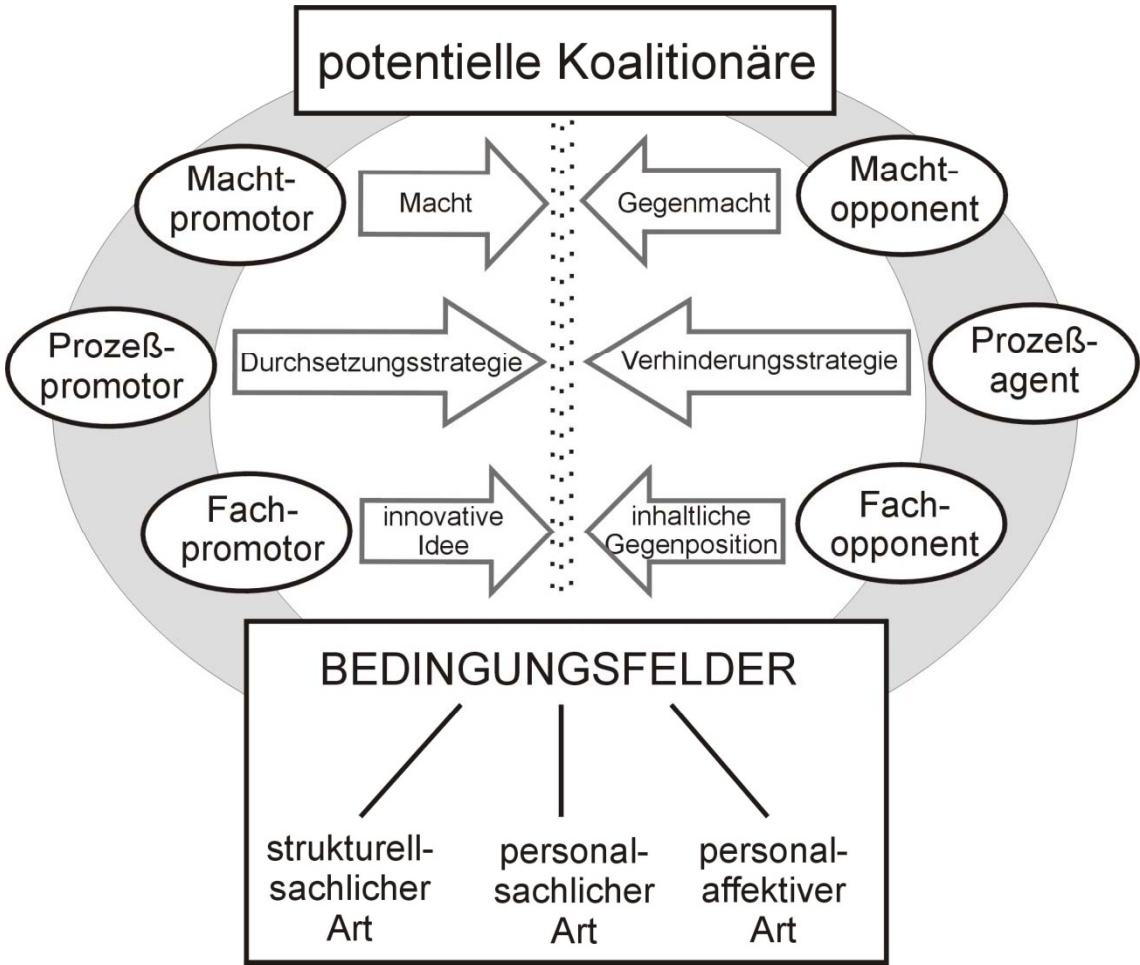 potentielle Koalitionäre
Macht-
promotor
Macht
Gegenmacht
Macht-
opponent
Prozeß-
promotor
Durchsetzungsstrategie
Verhinderungsstrategie
Prozeß-
agent
Fach-
promotor
innovative
Idee
inhaltliche
Gegenposition
Fach-
opponent
BEDINGUNGSFELDER
strukturell-
sachlicher
Art
personal-
sachlicher
Art
personal-
affektiver
Art